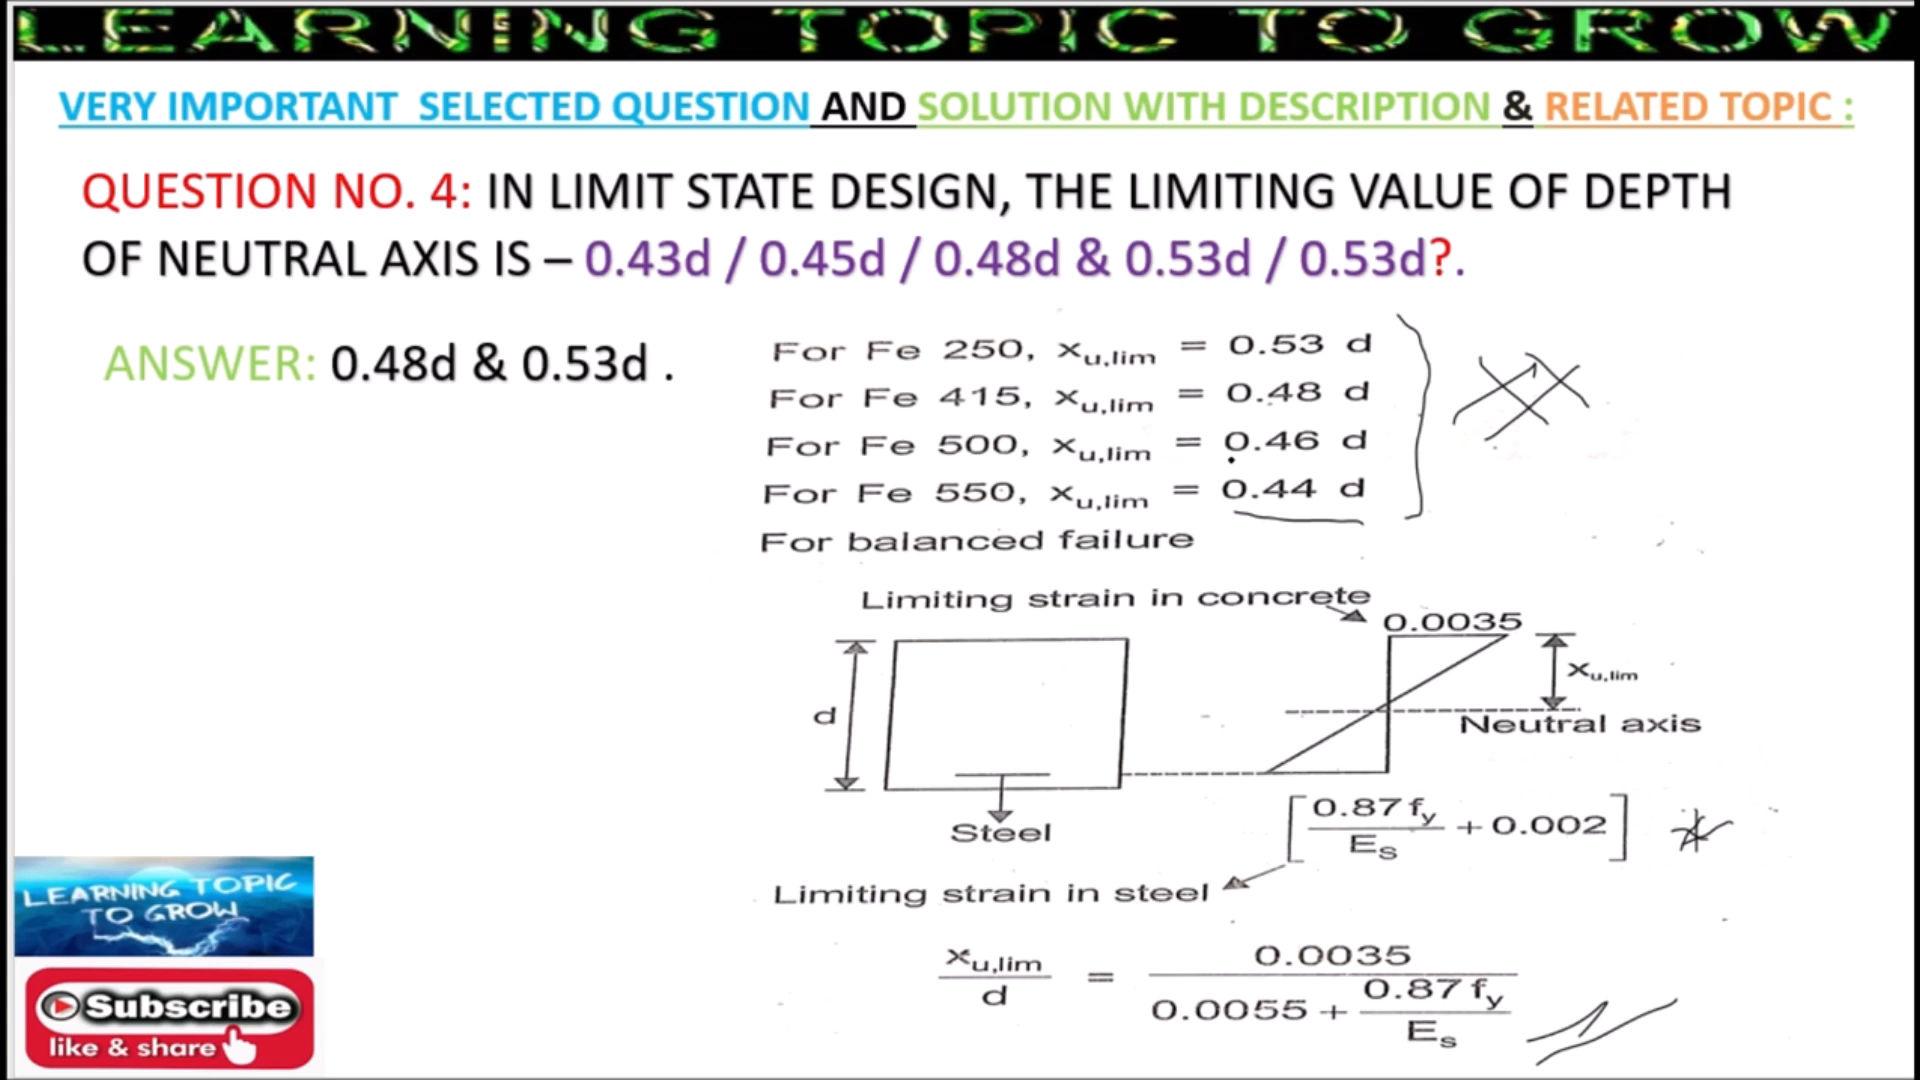 LEARNING TOPIC TO GROW
VERY IMPORTANT SELECTED QUESTION AND SOLUTION WITH DESCRIPTION & RELATED TOPIC :
QUESTION NO. 4: IN LIMIT STATE DESIGN, THE LIMITING VALUE OF DEPTH
OF NEUTRAL AXIS IS – 0.43d / 0.45d / 0.48d & 0.53d / 0.53d?.
ANSWER: 0.48d & 0.53d .
For Fe 250, xu,lim = 0.53 d
For Fe 415, xu,lim = 0.48 d
For Fe 500, xu,lim = 0.46 d
For Fe 550, xu,lim = 0.44 d
For balanced failure
Limiting strain in concrete
0.0035
xu,lim
d
Neutral axis
Steel
[0.87 fy / Es + 0.002]
Limiting strain in steel
xu,lim / d = 0.0035 / (0.0055 + 0.87 fy / Es)
LEARNING TOPIC
TO GROW
Subscribe
like & share